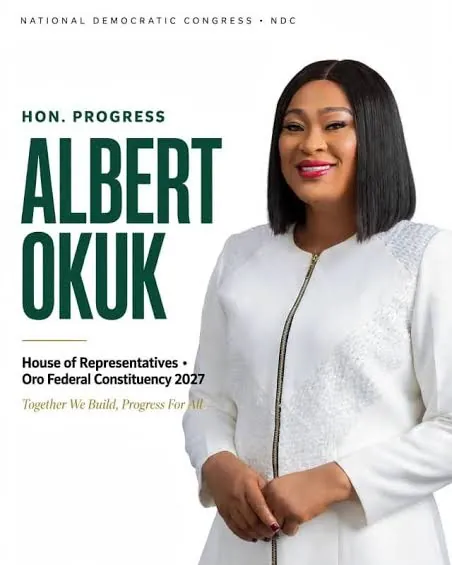 NATIONAL DEMOCRATIC CONGRESS • NDC
HON. PROGRESS
ALBERT
OKUK
House of Representatives •
Oro Federal Constituency 2027
Together We Build, Progress For All